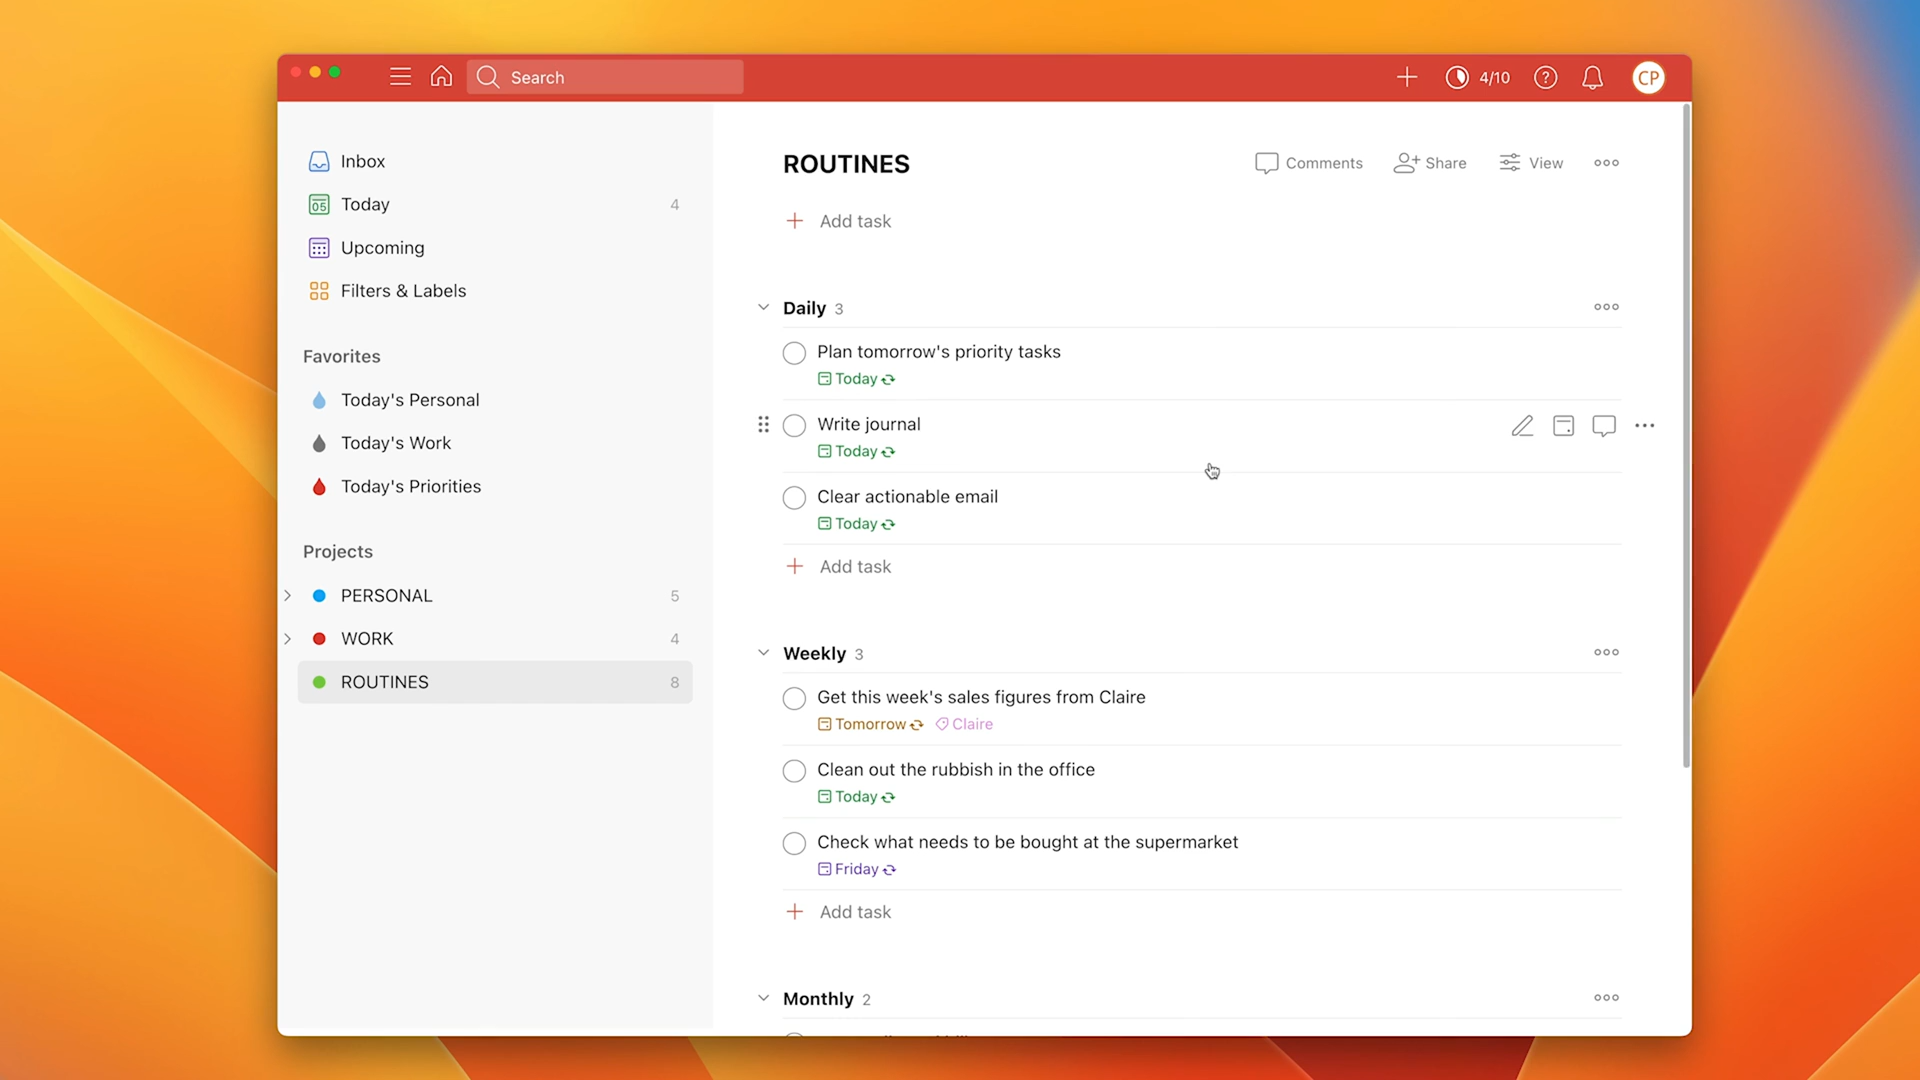 Search
4/10
CP
Inbox
05 Today 4
Upcoming
Filters & Labels
Favorites
Today's Personal
Today's Work
Today's Priorities
Projects
PERSONAL 5
WORK 4
ROUTINES 8
ROUTINES
Comments Share View
Add task
Daily 3
Plan tomorrow's priority tasks
Today
Write journal
Today
Clear actionable email
Today
Add task
Weekly 3
Get this week's sales figures from Claire
Tomorrow Claire
Clean out the rubbish in the office
Today
Check what needs to be bought at the supermarket
Friday
Add task
Monthly 2